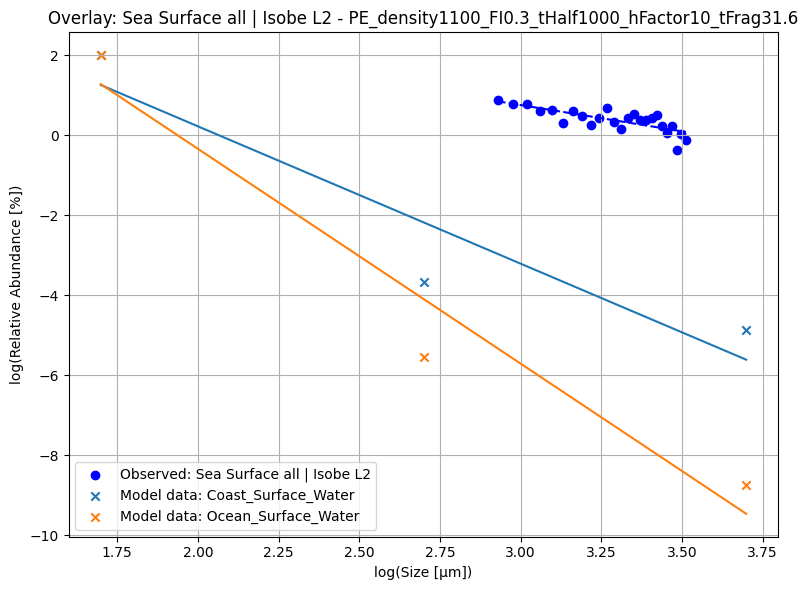 Overlay: Sea Surface all | Isobe L2 - PE_density1100_FI0.3_tHalf1000_hFactor10_tFrag31.6
log(Relative Abundance [%])
2
0
−2
−4
−6
−8
−10
Observed: Sea Surface all | Isobe L2
Model data: Coast_Surface_Water
Model data: Ocean_Surface_Water
1.75 2.00 2.25 2.50 2.75 3.00 3.25 3.50 3.75
log(Size [μm])